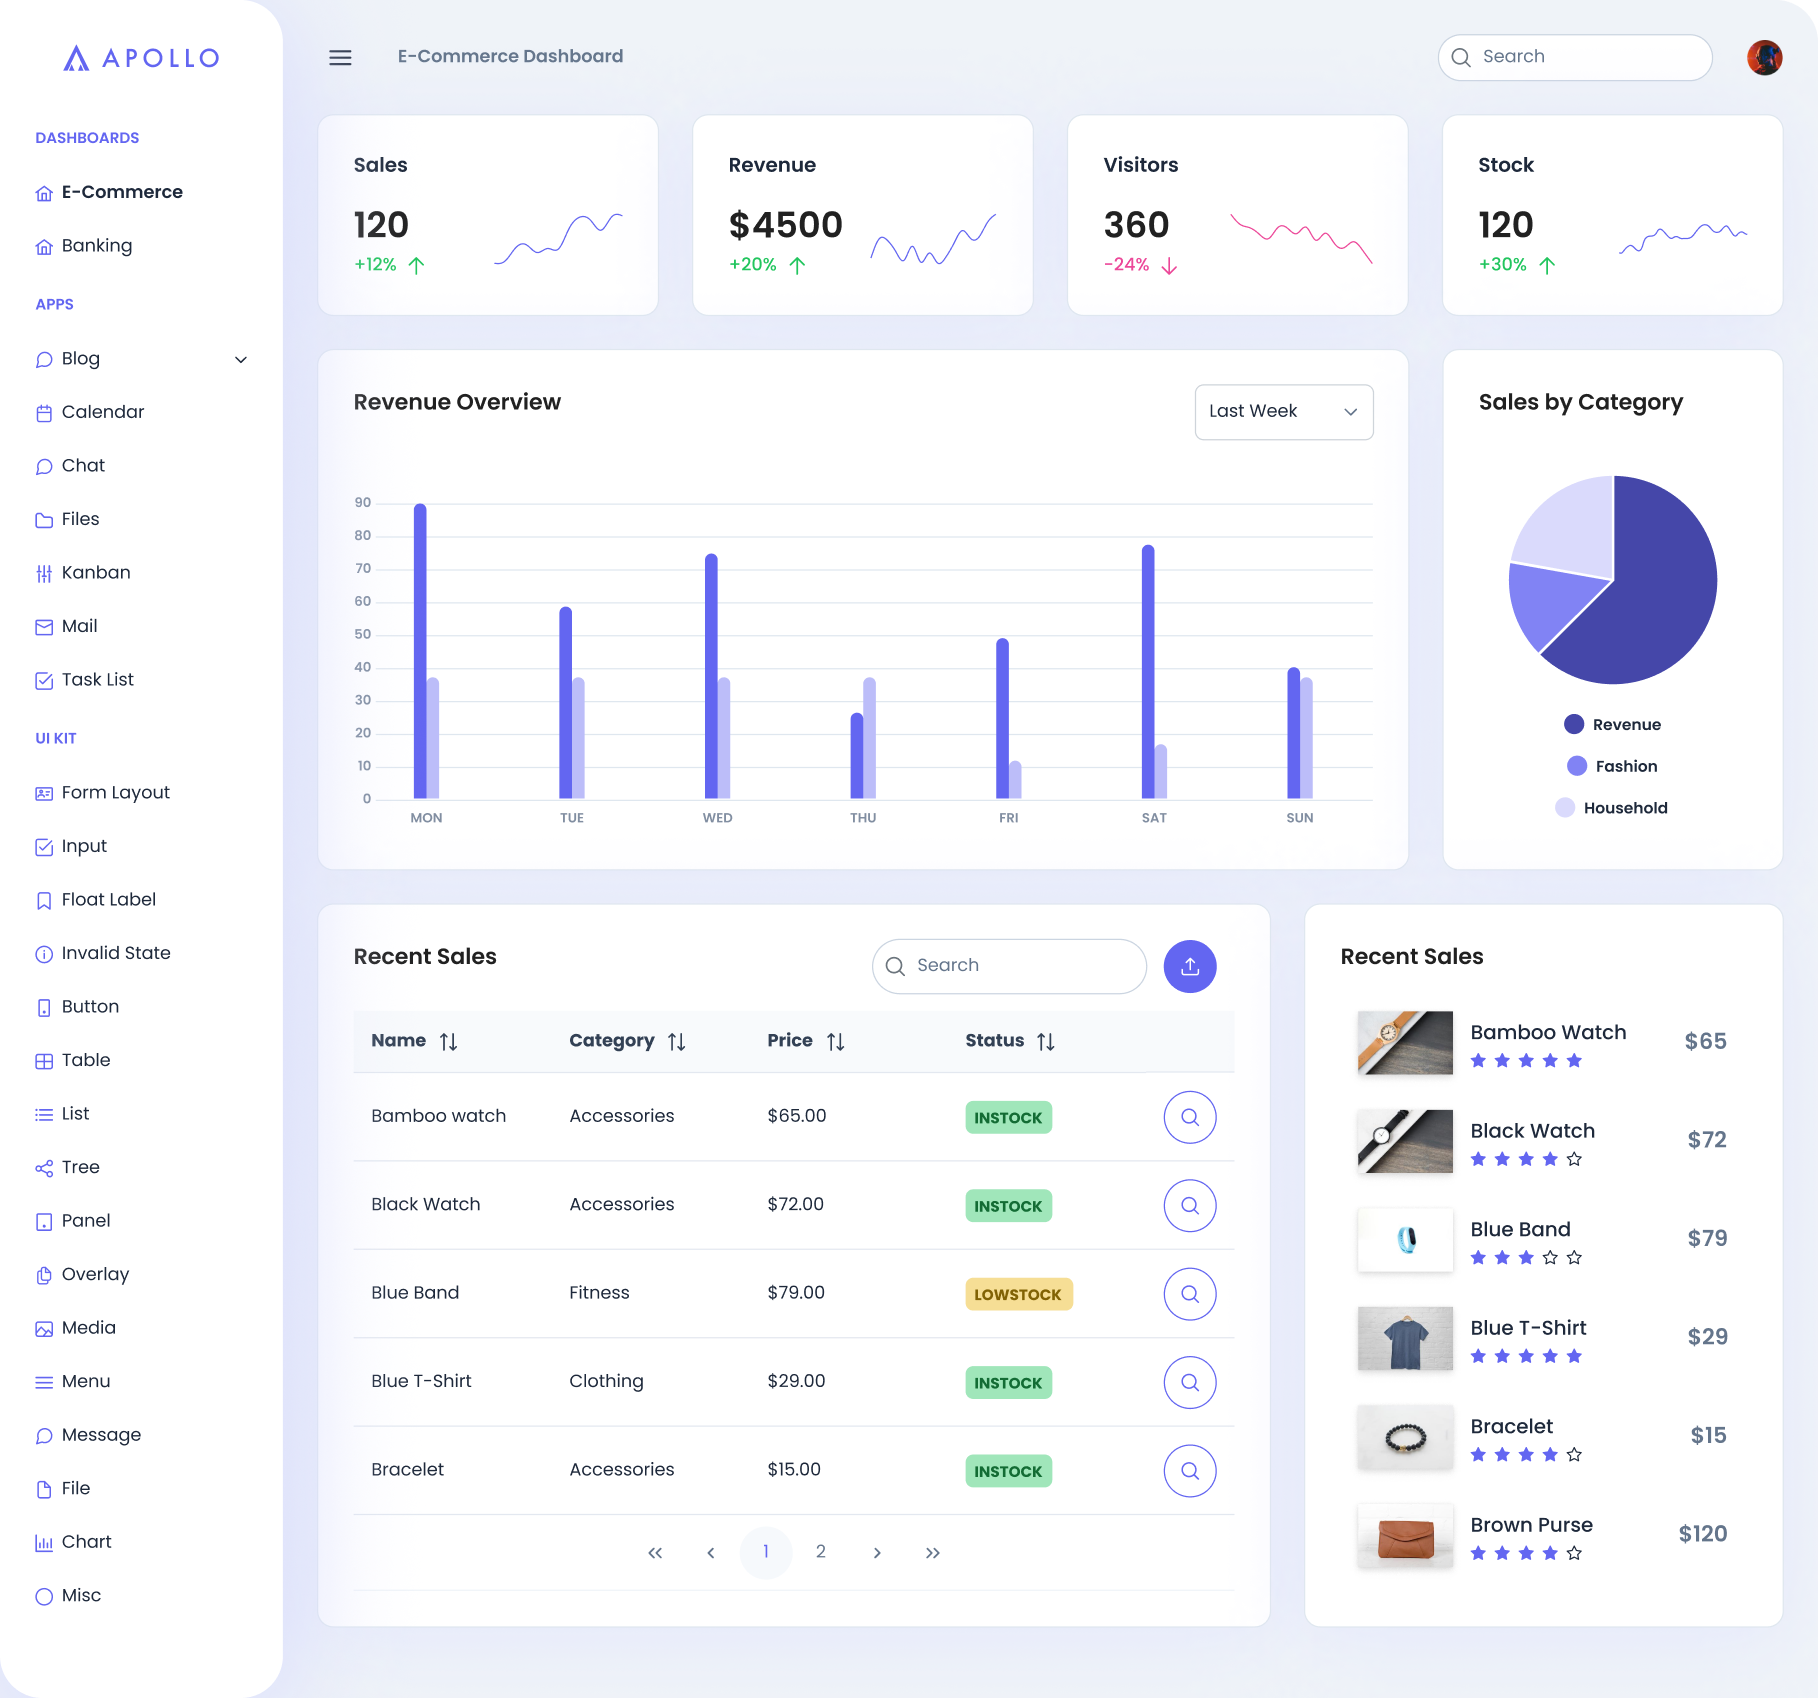 APOLLO
DASHBOARDS
E-Commerce
Banking
APPS
Blog
Calendar
Chat
Files
Kanban
Mail
Task List
UI KIT
Form Layout
Input
Float Label
Invalid State
Button
Table
List
Tree
Panel
Overlay
Media
Menu
Message
File
Chart
Misc
E-Commerce Dashboard
Search
Sales
120
+12%
Revenue
$4500
+20%
Visitors
360
-24%
Stock
120
+30%
Revenue Overview
Last Week
90
80
70
60
50
40
30
20
10
0
MON TUE WED THU FRI SAT SUN
Sales by Category
Revenue
Fashion
Household
Recent Sales
Search
Name Category Price Status
Bamboo watch Accessories $65.00 INSTOCK
Black Watch Accessories $72.00 INSTOCK
Blue Band Fitness $79.00 LOWSTOCK
Blue T-Shirt Clothing $29.00 INSTOCK
Bracelet Accessories $15.00 INSTOCK
1 2
Recent Sales
Bamboo Watch $65
Black Watch $72
Blue Band $79
Blue T-Shirt $29
Bracelet $15
Brown Purse $120